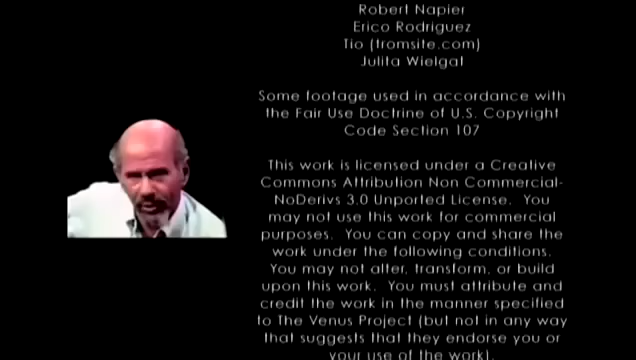 Robert Napier
Erico Rodriguez
Tio (tromsite.com)
Julita Wielgat
Some footage used in accordance with
the Fair Use Doctrine of U.S. Copyright
Code Section 107
This work is licensed under a Creative
Commons Attribution Non Commercial-
NoDerivs 3.0 Unported License. You
may not use this work for commercial
purposes. You can copy and share the
work under the following conditions.
You may not alter, transform, or build
upon this work. You must attribute and
credit the work in the manner specified
to The Venus Project (but not in any way
that suggests that they endorse you or
your use of the work).